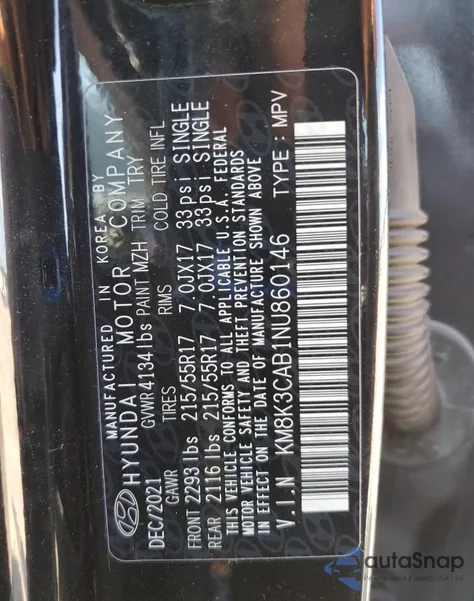 MANUFACTURED IN KOREA BY
HYUNDAI MOTOR COMPANY
DEC/2021 GVWR 4134 lbs PAINT MZH TRIM TRY
GAWR TIRES RIMS COLD TIRE INFL
FRONT 2293 lbs 215/55R17 7.0JX17 33psi SINGLE
REAR 2116 lbs 215/55R17 7.0JX17 33psi SINGLE
THIS VEHICLE CONFORMS TO ALL APPLICABLE U.S.A. FEDERAL
MOTOR VEHICLE SAFETY AND THEFT PREVENTION STANDARDS
IN EFFECT ON THE DATE OF MANUFACTURE SHOWN ABOVE
V.I.N KM8K3CAB1NU860146 TYPE : MPV
autaSnap